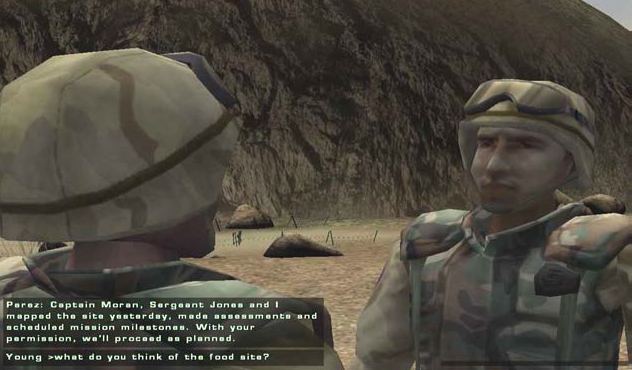 Perez: Captain Moran, Sergeant Jones and I
mapped the site yesterday, made assessments and
scheduled mission milestones. With your
permission, we'll proceed as planned.
Young >what do you think of the food site?